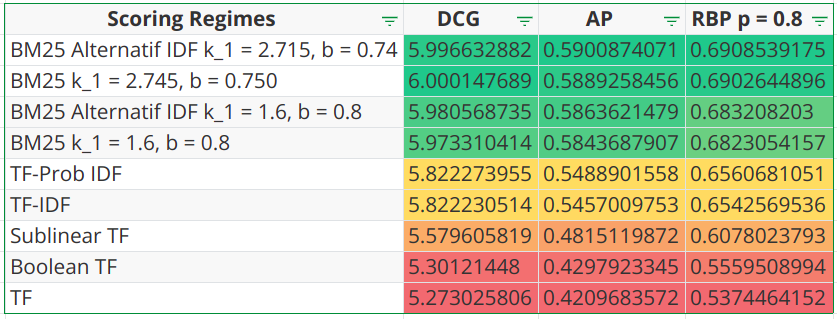 Scoring Regimes DCG AP RBP p = 0.8
BM25 Alternatif IDF k_1 = 2.715, b = 0.74 5.996632882 0.5900874071 0.6908539175
BM25 k_1 = 2.745, b = 0.750 6.000147689 0.5889258456 0.6902644896
BM25 Alternatif IDF k_1 = 1.6, b = 0.8 5.980568735 0.5863621479 0.683208203
BM25 k_1 = 1.6, b = 0.8 5.973310414 0.5843687907 0.6823054157
TF-Prob IDF 5.822273955 0.5488901558 0.6560681051
TF-IDF 5.822230514 0.5457009753 0.6542569536
Sublinear TF 5.579605819 0.4815119872 0.6078023793
Boolean TF 5.30121448 0.4297923345 0.5559508994
TF 5.273025806 0.4209683572 0.5374464152